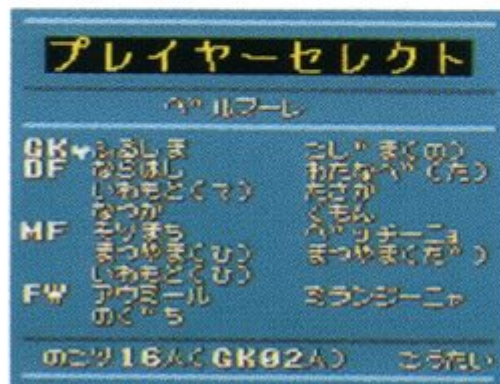 プレイヤーセレクト
ベルマーレ
GK ふるしま こじま(の)
DF ならはし わたなべ(た)
いわもと(て) たさか
なつか くもん
MF そりまち ベッチーニョ
まつやま(ひ) まつやま(だ)
いわもと(ひ)
FW アウミール ミランジーニャ
のぐち
のこり16人(GK02人) こうたい